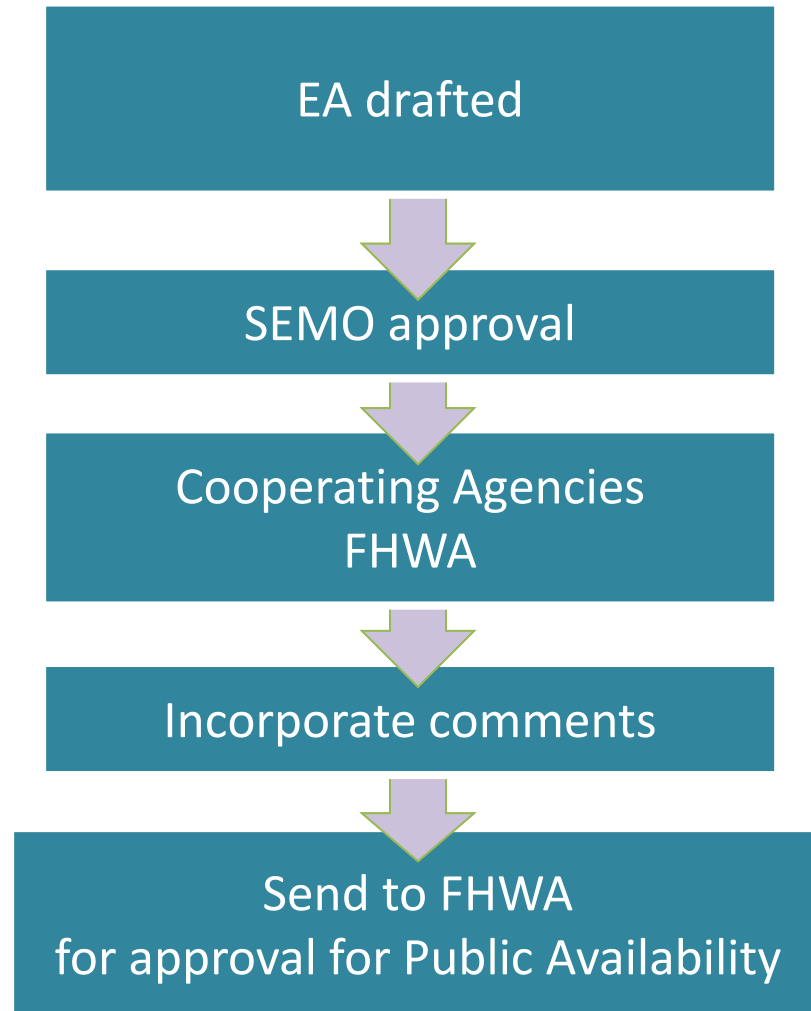 EA drafted
SEMO approval
Cooperating Agencies
FHWA
Incorporate comments
Send to FHWA
for approval for Public Availability